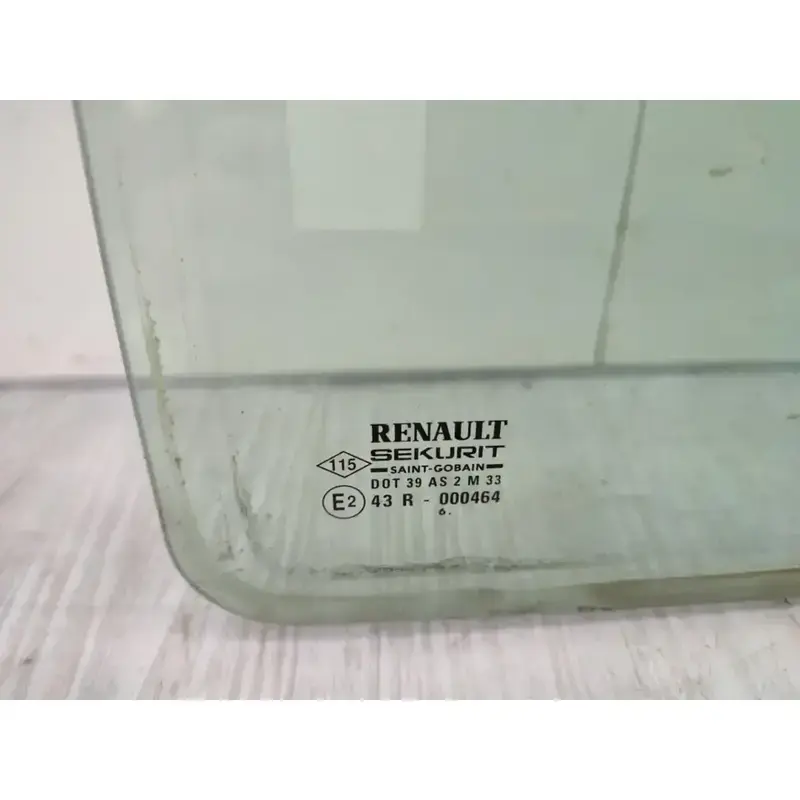 RENAULT
115 SEKURIT
SAINT-GOBAIN
DOT 39 AS 2 M 33
E2 43 R - 000464
6.